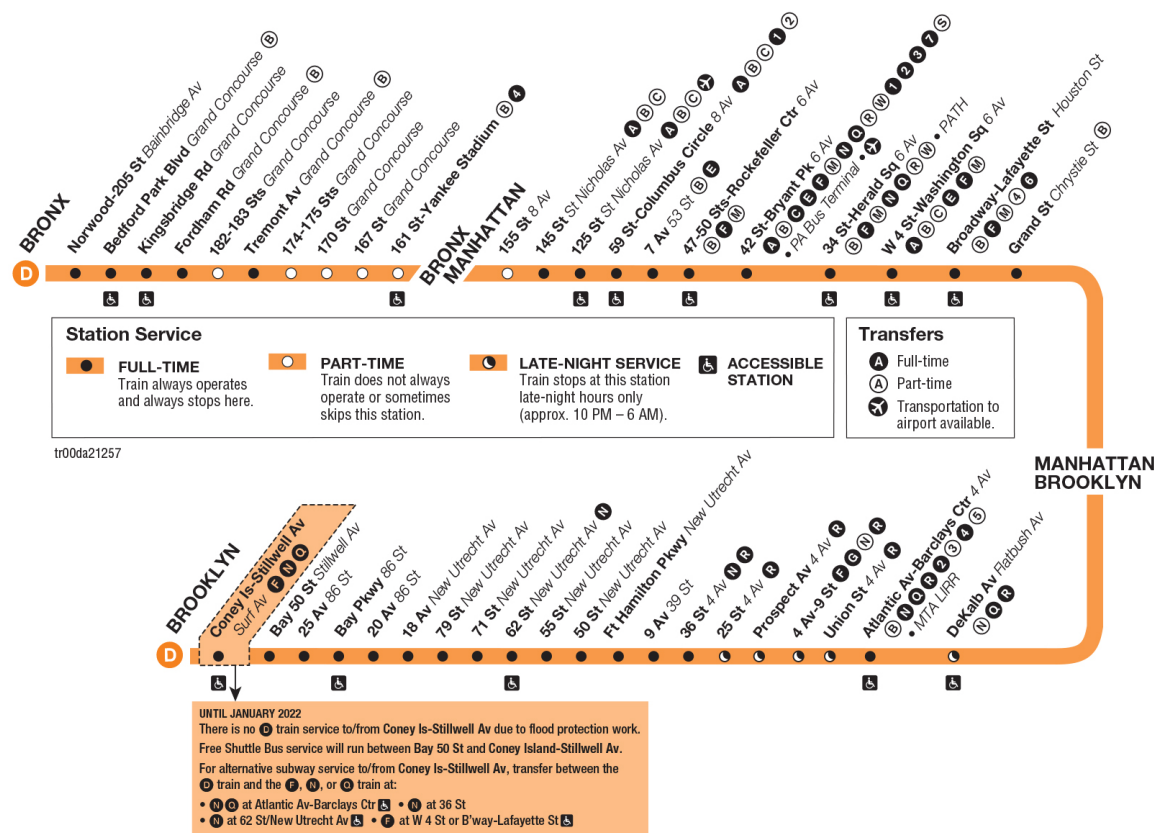 BRONX
D
Norwood-205 St Bainbridge Av
Bedford Park Blvd Grand Concourse B
Kingsbridge Rd Grand Concourse
Fordham Rd Grand Concourse B
182-183 Sts Grand Concourse
Tremont Av Grand Concourse B
174-175 Sts Grand Concourse
170 St Grand Concourse
167 St Grand Concourse
161 St-Yankee Stadium B 4
BRONX
MANHATTAN
155 St 8 Av
145 St St Nicholas Av A B C
125 St St Nicholas Av A B C
59 St-Columbus Circle 8 Av A B C 1 2
7 Av 53 St B E
47-50 Sts-Rockefeller Ctr 6 Av
B F M
42 St-Bryant Pk 6 Av
A B C E F M N Q R W 1 2 3 7 S
• PA Bus Terminal •
34 St-Herald Sq 6 Av
B F M N Q R W • PATH
W 4 St-Washington Sq 6 Av
A B C E F M
Broadway-Lafayette St Houston St
B F M 4 6
Grand St Chrystie St B
Station Service
FULL-TIME
Train always operates
and always stops here.
PART-TIME
Train does not always
operate or sometimes
skips this station.
LATE-NIGHT SERVICE
Train stops at this station
late-night hours only
(approx. 10 PM – 6 AM).
ACCESSIBLE
STATION
Transfers
A Full-time
A Part-time
Transportation to
airport available.
tr00da21257
MANHATTAN
BROOKLYN
BROOKLYN
D
Coney Is-Stillwell Av
Surf Av F N Q
Bay 50 St Stillwell Av
25 Av 86 St
Bay Pkwy 86 St
20 Av 86 St
18 Av New Utrecht Av
79 St New Utrecht Av
71 St New Utrecht Av
62 St New Utrecht Av N
55 St New Utrecht Av
50 St New Utrecht Av
Ft Hamilton Pkwy New Utrecht Av
9 Av 39 St
36 St 4 Av N R
25 St 4 Av R
Prospect Av 4 Av R
4 Av-9 St F G N R
Union St 4 Av R
Atlantic Av-Barclays Ctr 4 Av
B N Q R 2 3 4 5
• MTA LIRR
DeKalb Av Flatbush Av
N Q R
UNTIL JANUARY 2022
There is no D train service to/from Coney Is-Stillwell Av due to flood protection work.
Free Shuttle Bus service will run between Bay 50 St and Coney Island-Stillwell Av.
For alternative subway service to/from Coney Is-Stillwell Av, transfer between the
D train and the F, N, or Q train at:
• N Q at Atlantic Av-Barclays Ctr • N at 36 St
• N at 62 St/New Utrecht Av • F at W 4 St or B'way-Lafayette St